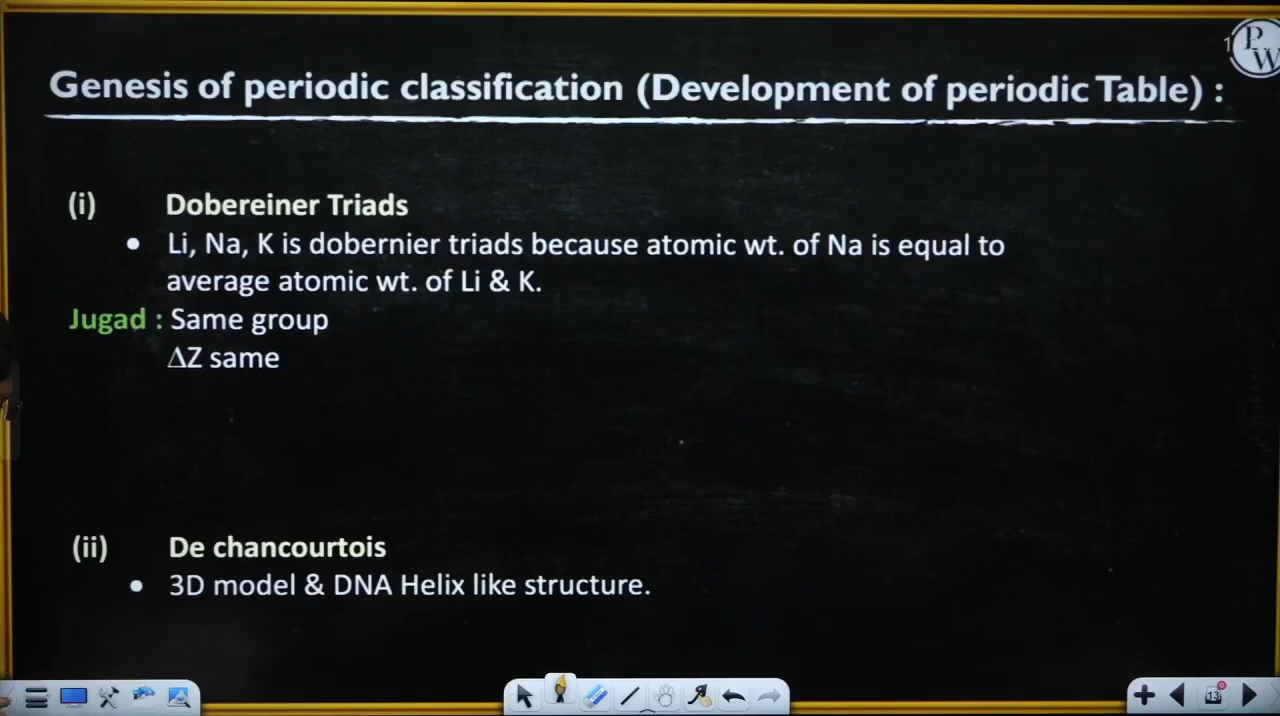 Genesis of periodic classification (Development of periodic Table) :
PW
(i) Dobereiner Triads
• Li, Na, K is dobernier triads because atomic wt. of Na is equal to
average atomic wt. of Li & K.
Jugad : Same group
ΔZ same
(ii) De chancourtois
• 3D model & DNA Helix like structure.
13